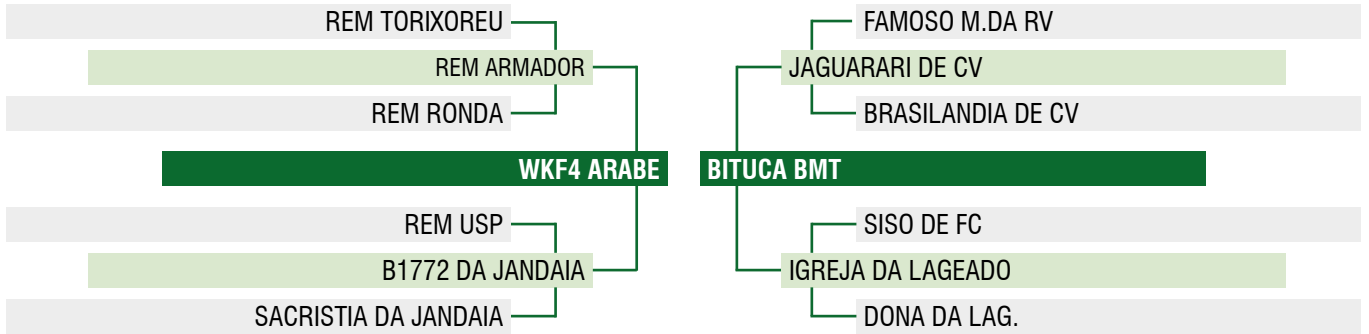 REM TORIXOREU
FAMOSO M.DA RV
REM ARMADOR
JAGUARARI DE CV
REM RONDA
BRASILANDIA DE CV
WKF4 ARABE
BITUCA BMT
REM USP
SISO DE FC
B1772 DA JANDAIA
IGREJA DA LAGEADO
SACRISTIA DA JANDAIA
DONA DA LAG.